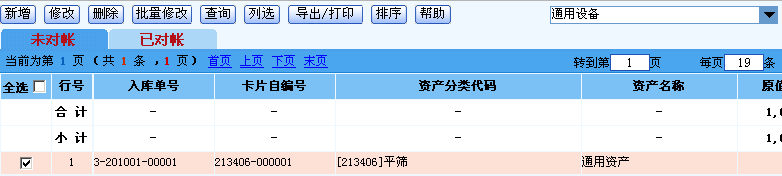 新增 修改 删除 批量修改 查询 列选 导出/打印 排序 帮助 通用设备
未对帐 已对帐
当前为第 1 页 ( 共 1 条 , 1 页 ) 首页 上页 下页 末页 转到第 1 页 每页 19 条
全选 行号 入库单号 卡片自编号 资产分类代码 资产名称 原值
合 计 - - - - 1,
小 计 - - - - 1,
1 3-201001-00001 213406-000001 [213406]平筛 通用资产